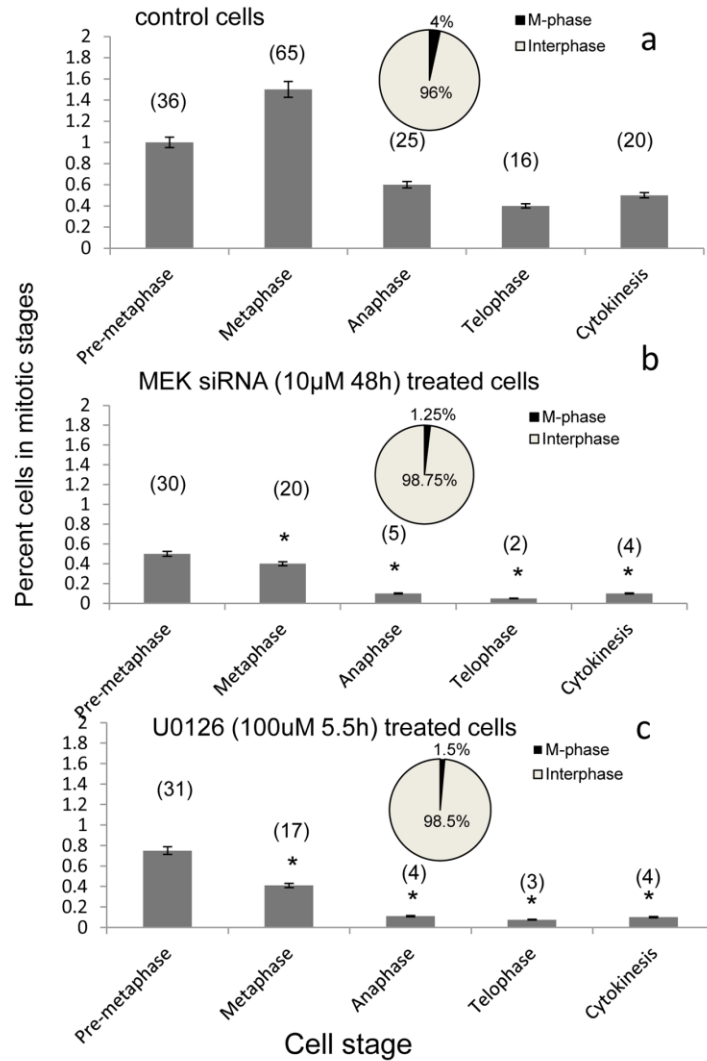 control cells
a
4%
M-phase
Interphase
96%
2
1.8
1.6
1.4
1.2
1
0.8
0.6
0.4
0.2
0
(36)
(65)
(25)
(16)
(20)
Pre-metaphase
Metaphase
Anaphase
Telophase
Cytokinesis
Percent cells in mitotic stages
b
MEK siRNA (10µM 48h) treated cells
1.25%
M-phase
Interphase
98.75%
2
1.8
1.6
1.4
1.2
1
0.8
0.6
0.4
0.2
0
(30)
(20)
(5)
(2)
(4)
* * * *
Pre-metaphase
Metaphase
Anaphase
Telophase
Cytokinesis
U0126 (100uM 5.5h) treated cells
c
1.5%
M-phase
Interphase
98.5%
2
1.8
1.6
1.4
1.2
1
0.8
0.6
0.4
0.2
0
(31)
(17)
(4)
(3)
(4)
* * * *
Pre-metaphase
Metaphase
Anaphase
Telophase
Cytokinesis
Cell stage